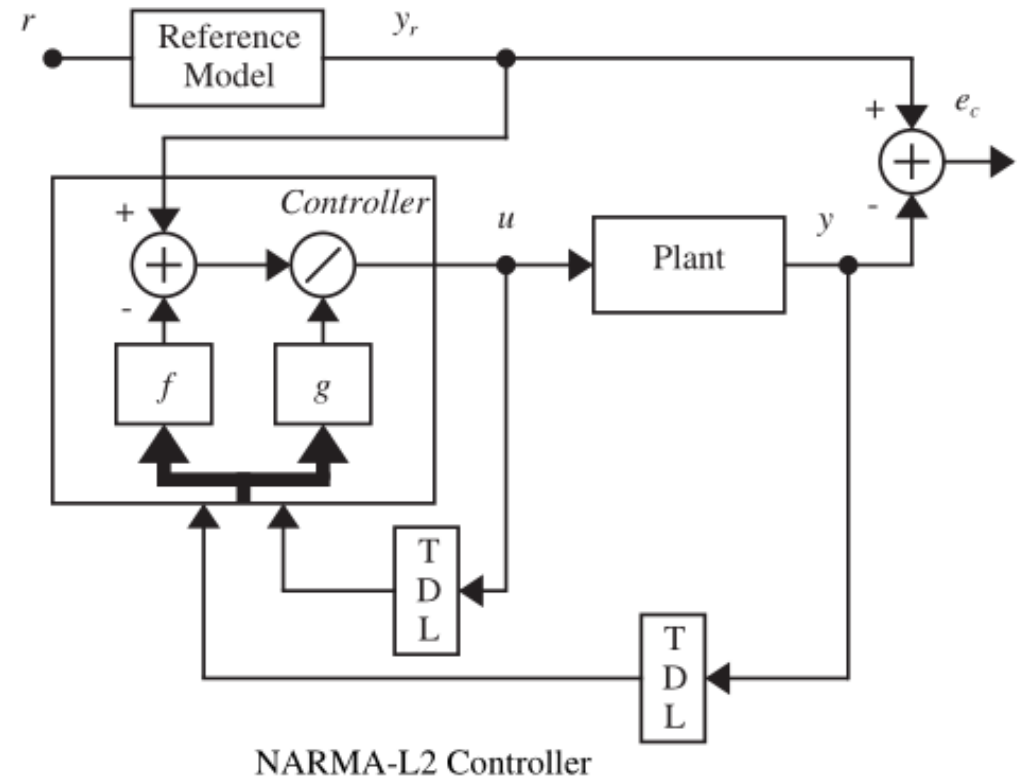 r
Reference
Model
y_r
+
e_c
-
Controller
+
-
u
Plant
y
f
g
T
D
L
T
D
L
NARMA-L2 Controller